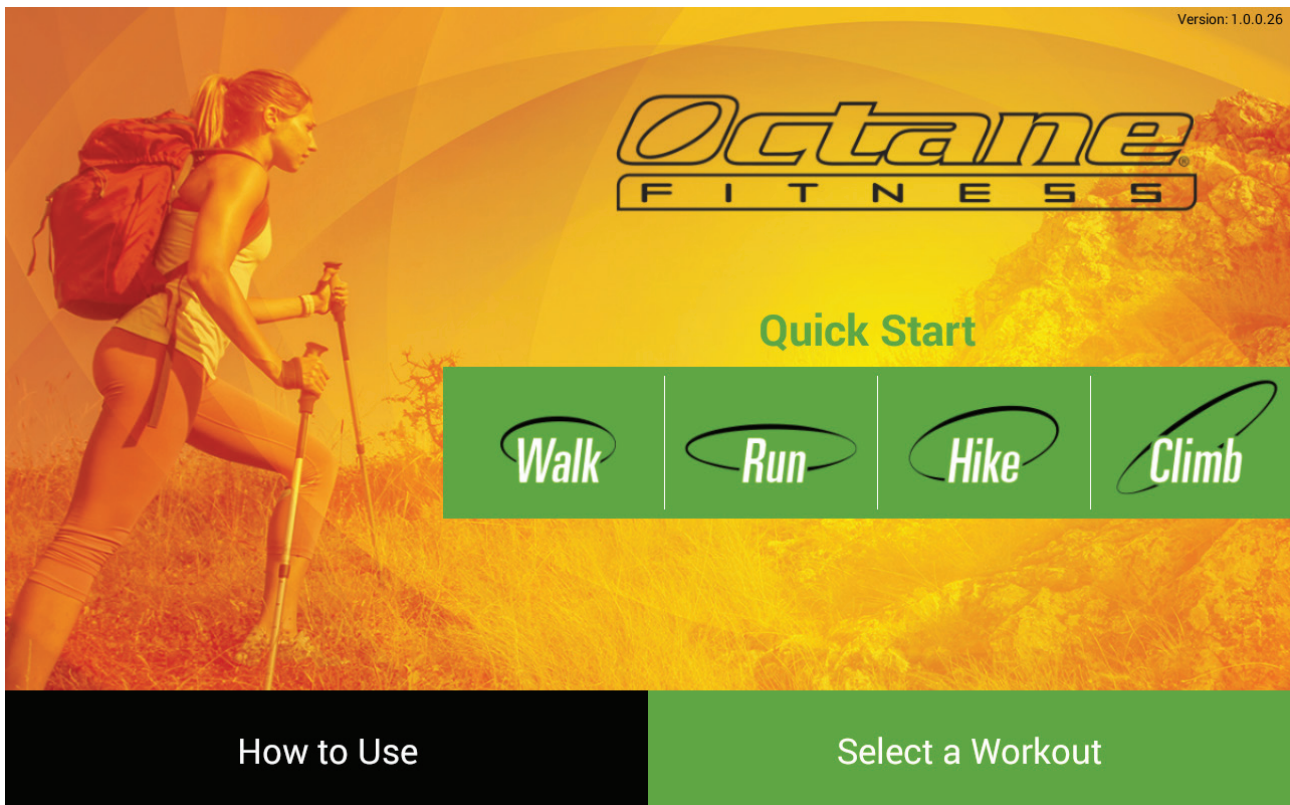 Version: 1.0.0.26
Octane®
FITNESS
Quick Start
Walk Run Hike Climb
How to Use Select a Workout